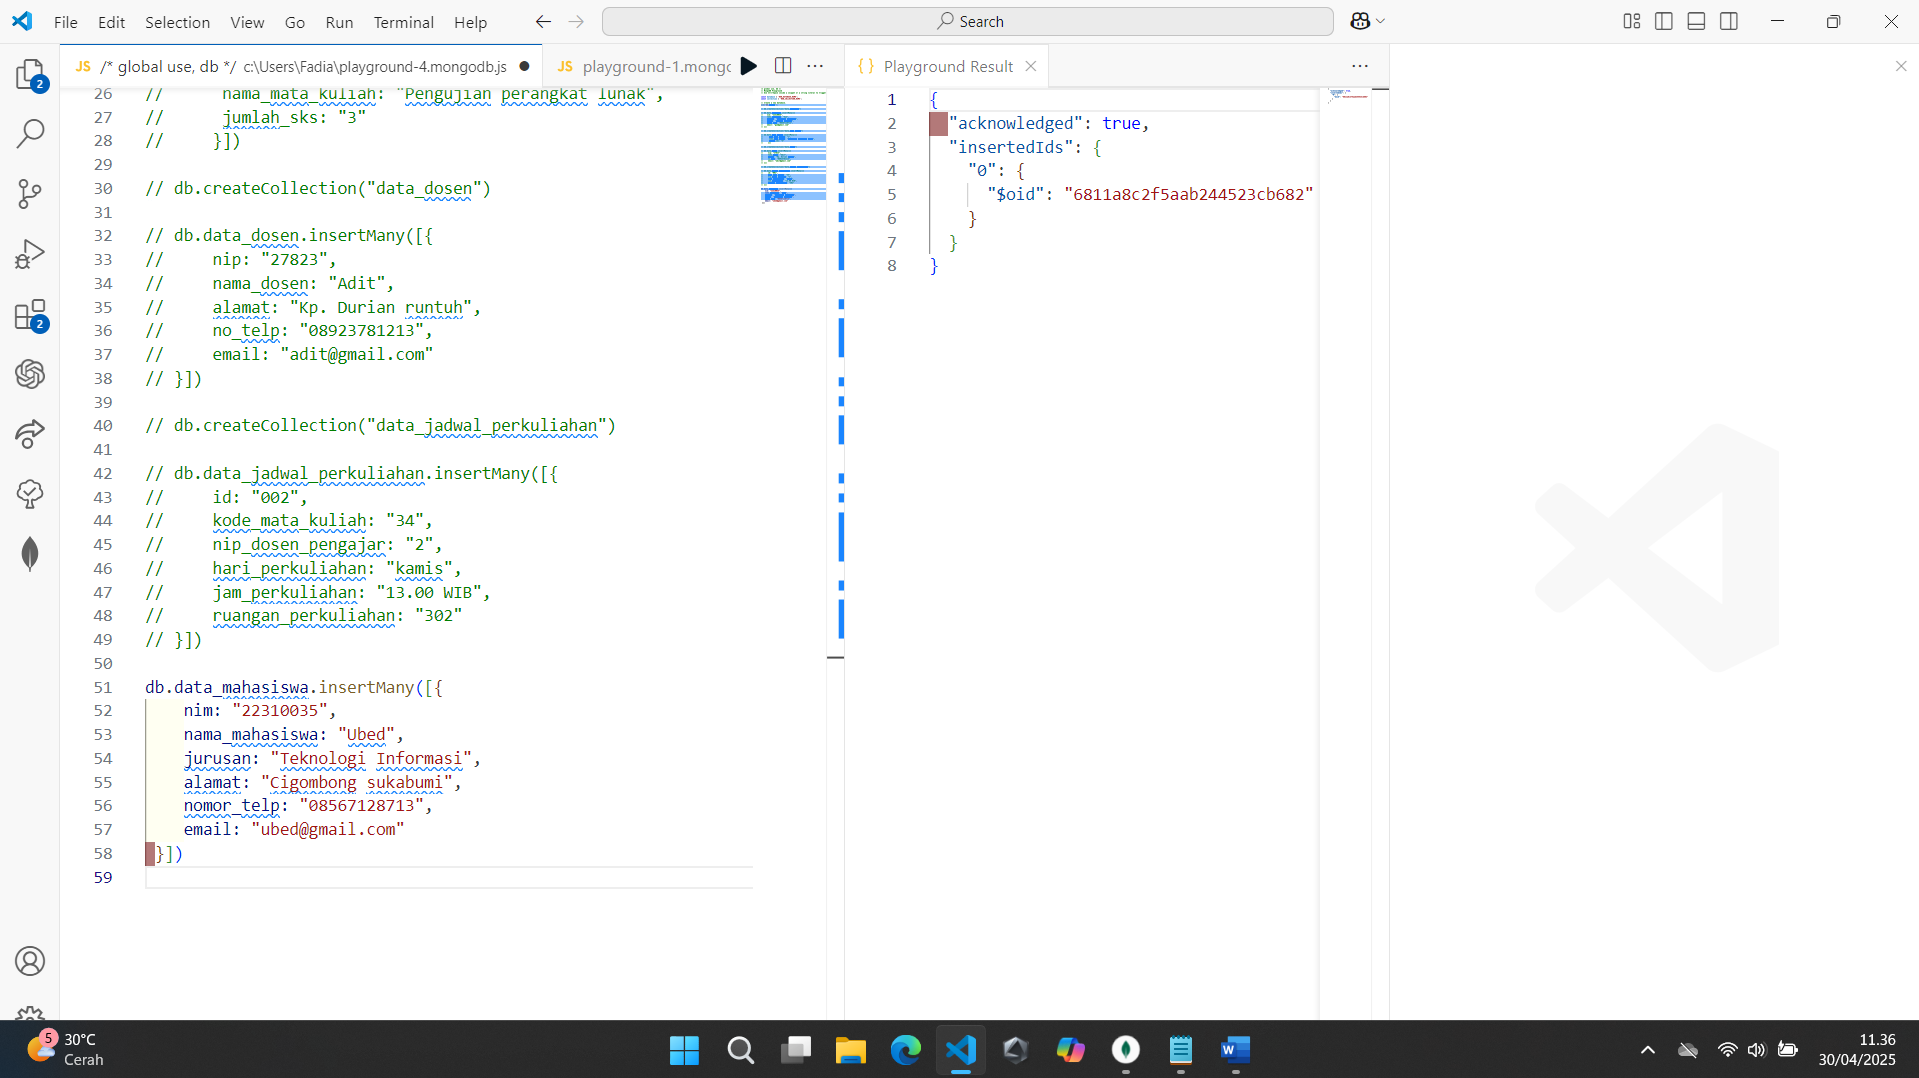 File Edit Selection View Go Run Terminal Help
Search
JS /* global use, db */ c:\Users\Fadia\playground-4.mongodb.js
JS playground-1.mongo
{ } Playground Result
2
2
26 // nama_mata_kuliah: "Pengujian perangkat lunak",
27 // jumlah_sks: "3"
28 // }])
29
30 // db.createCollection("data_dosen")
31
32 // db.data_dosen.insertMany([{
33 // nip: "27823",
34 // nama_dosen: "Adit",
35 // alamat: "Kp. Durian runtuh",
36 // no_telp: "08923781213",
37 // email: "adit@gmail.com"
38 // }])
39
40 // db.createCollection("data_jadwal_perkuliahan")
41
42 // db.data_jadwal_perkuliahan.insertMany([{
43 // id: "002",
44 // kode_mata_kuliah: "34",
45 // nip_dosen_pengajar: "2",
46 // hari_perkuliahan: "kamis",
47 // jam_perkuliahan: "13.00 WIB",
48 // ruangan_perkuliahan: "302"
49 // }])
50
51 db.data_mahasiswa.insertMany([{
52 nim: "22310035",
53 nama_mahasiswa: "Ubed",
54 jurusan: "Teknologi Informasi",
55 alamat: "Cigombong sukabumi",
56 nomor_telp: "08567128713",
57 email: "ubed@gmail.com"
58 }])
59
1 {
2 "acknowledged": true,
3 "insertedIds": {
4 "0": {
5 "$oid": "6811a8c2f5aab244523cb682"
6 }
7 }
8 }
5
30°C
Cerah
11.36
30/04/2025